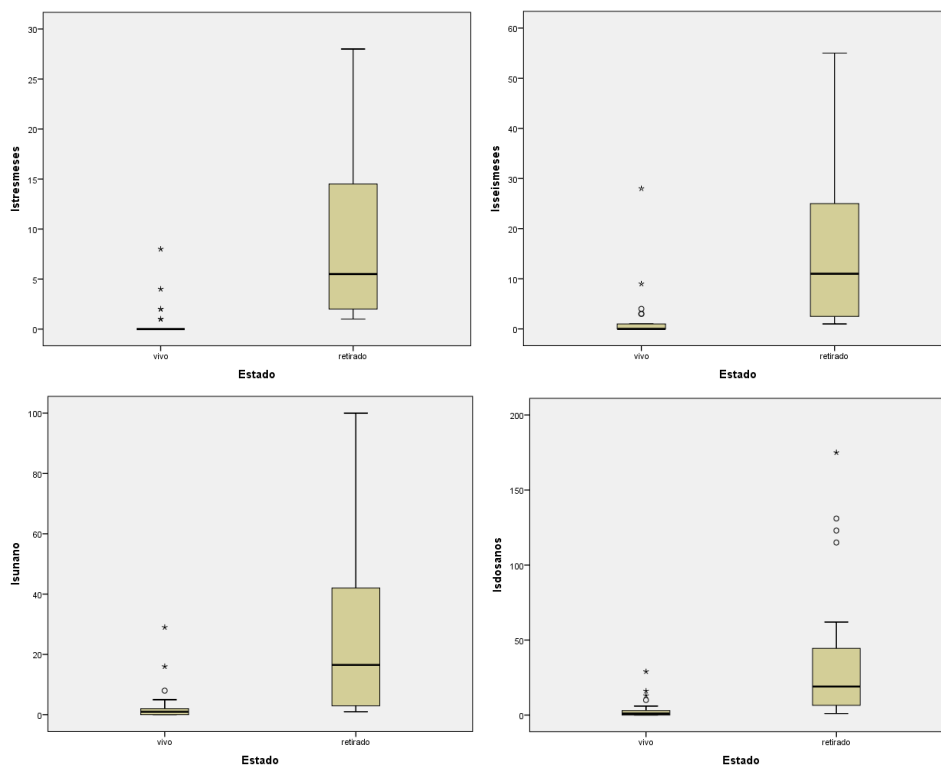 30
25
20
15
10
5
0
Istresmeses
vivo
retirado
Estado
60
50
40
30
20
10
0
Isseismeses
vivo
retirado
Estado
100
80
60
40
20
0
Isunano
vivo
retirado
Estado
200
150
100
50
0
Isdosanos
vivo
retirado
Estado